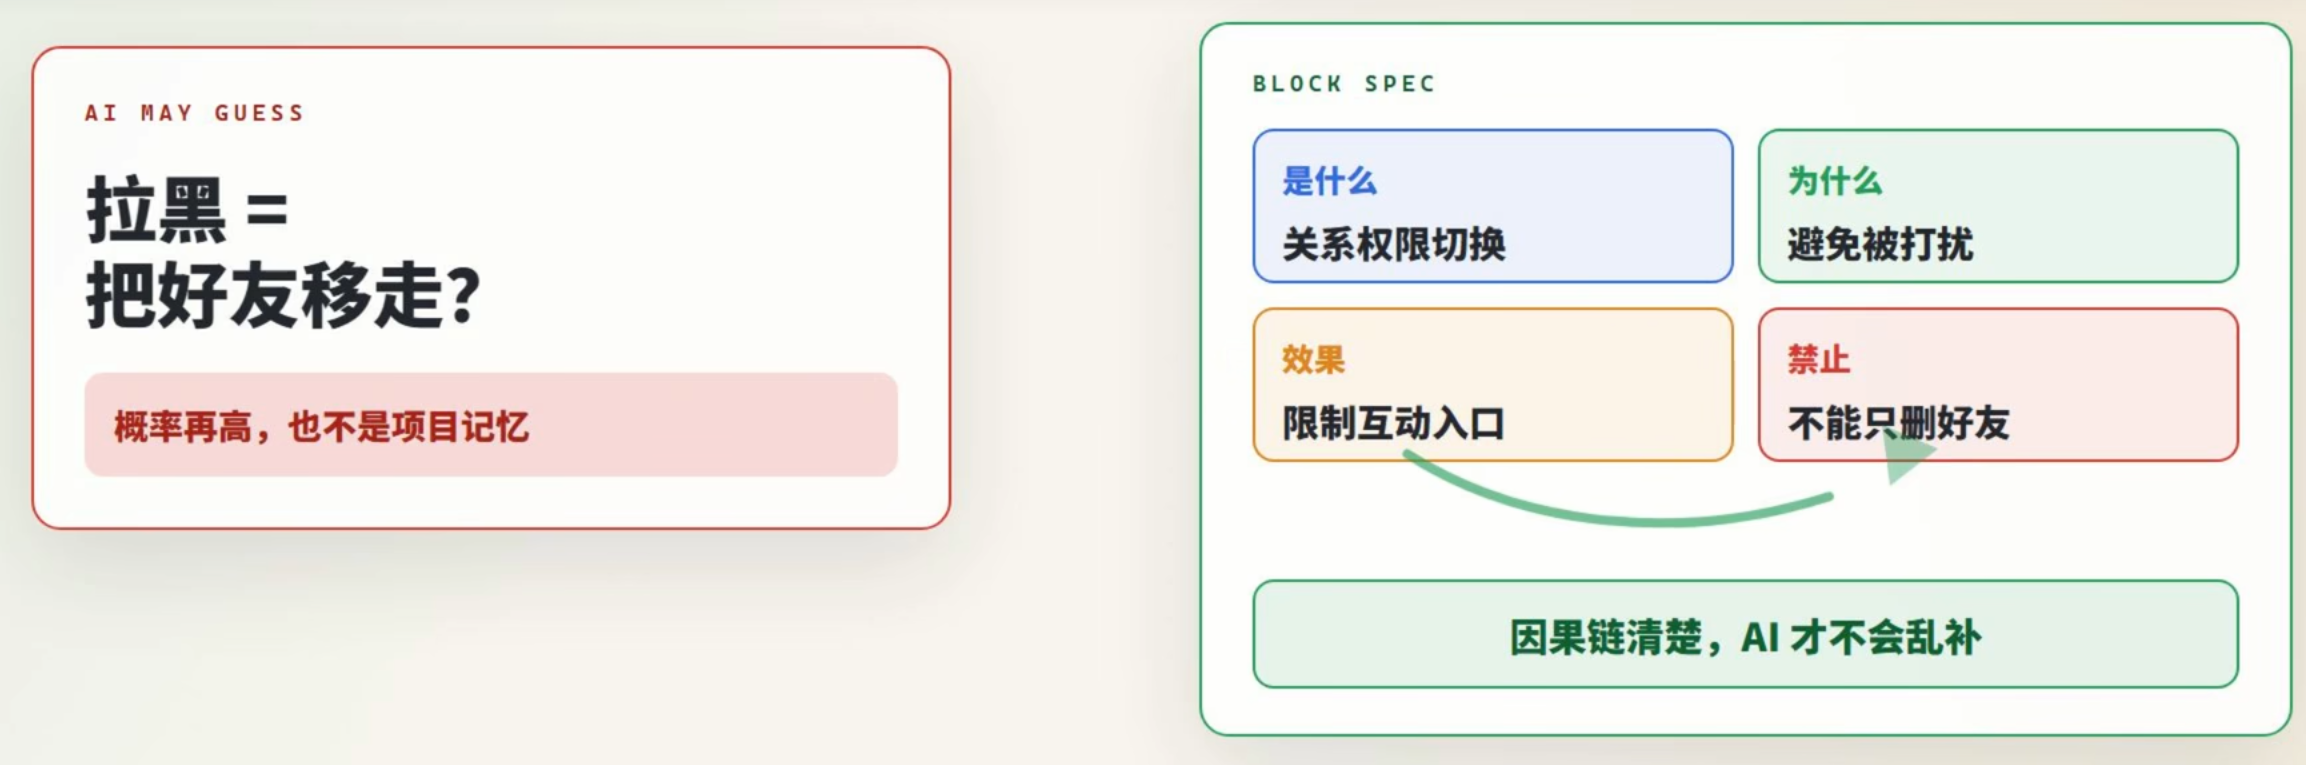 AI MAY GUESS
拉黑 =
把好友移走？
概率再高，也不是项目记忆
BLOCK SPEC
是什么
关系权限切换
为什么
避免被打扰
效果
限制互动入口
禁止
不能只删好友
因果链清楚，AI 才不会乱补